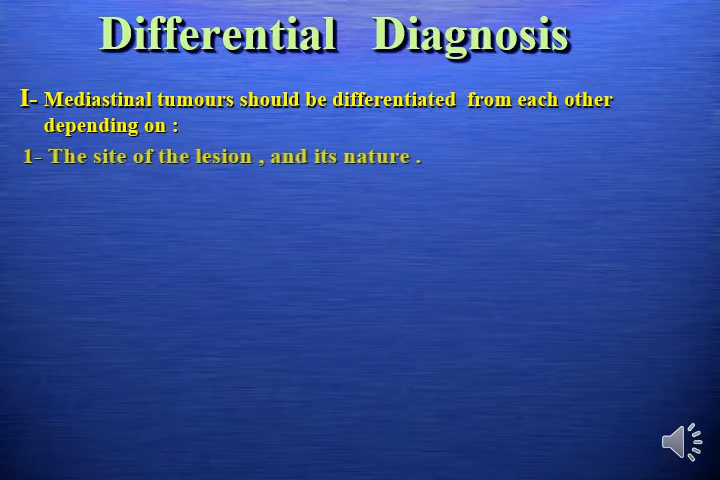 Differential Diagnosis
I- Mediastinal tumours should be differentiated from each other
depending on :
1- The site of the lesion , and its nature .